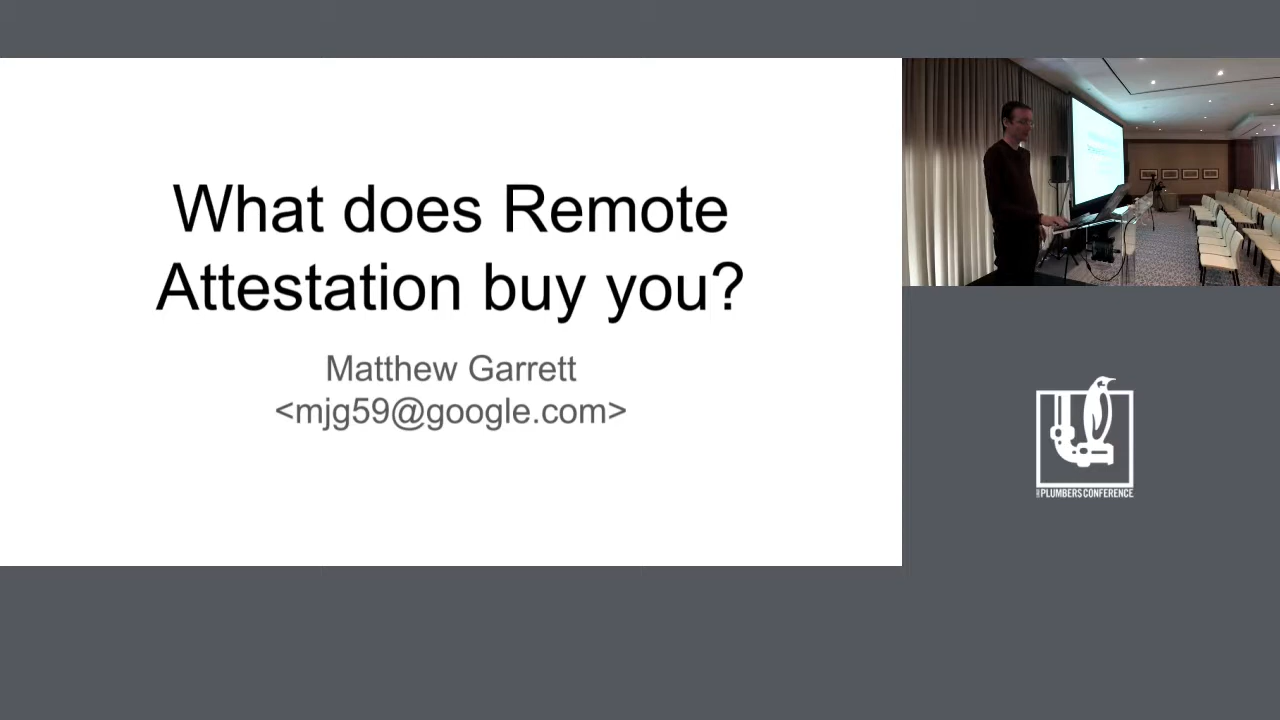 What does Remote
Attestation buy you?
Matthew Garrett
<mjg59@google.com>
PLUMBERS CONFERENCE